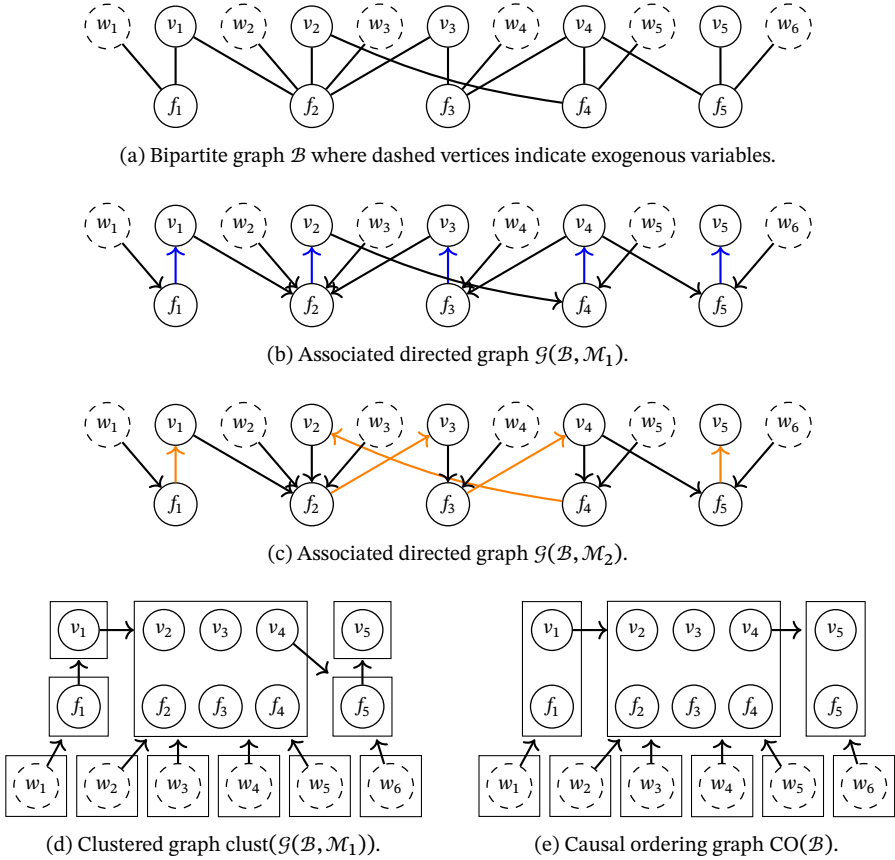 w₁ v₁ w₂ v₂ w₃ v₃ w₄ v₄ w₅ v₅ w₆
f₁ f₂ f₃ f₄ f₅
(a) Bipartite graph ℬ where dashed vertices indicate exogenous variables.
w₁ v₁ w₂ v₂ w₃ v₃ w₄ v₄ w₅ v₅ w₆
f₁ f₂ f₃ f₄ f₅
(b) Associated directed graph 𝒢(ℬ, ℳ₁).
w₁ v₁ w₂ v₂ w₃ v₃ w₄ v₄ w₅ v₅ w₆
f₁ f₂ f₃ f₄ f₅
(c) Associated directed graph 𝒢(ℬ, ℳ₂).
v₁ v₂ v₃ v₄ v₅
f₁ f₂ f₃ f₄ f₅
w₁ w₂ w₃ w₄ w₅ w₆
(d) Clustered graph clust(𝒢(ℬ, ℳ₁)).
v₁ v₂ v₃ v₄ v₅
f₁ f₂ f₃ f₄ f₅
w₁ w₂ w₃ w₄ w₅ w₆
(e) Causal ordering graph CO(ℬ).